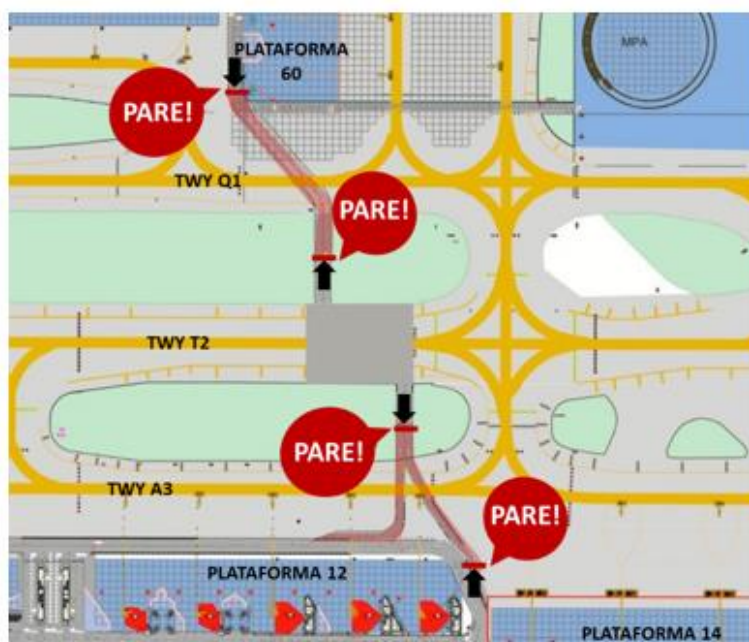 PLATAFORMA
60
MPA
PARE!
TWY Q1
PARE!
TWY T2
PARE!
TWY A3
PARE!
PLATAFORMA 12
PLATAFORMA 14